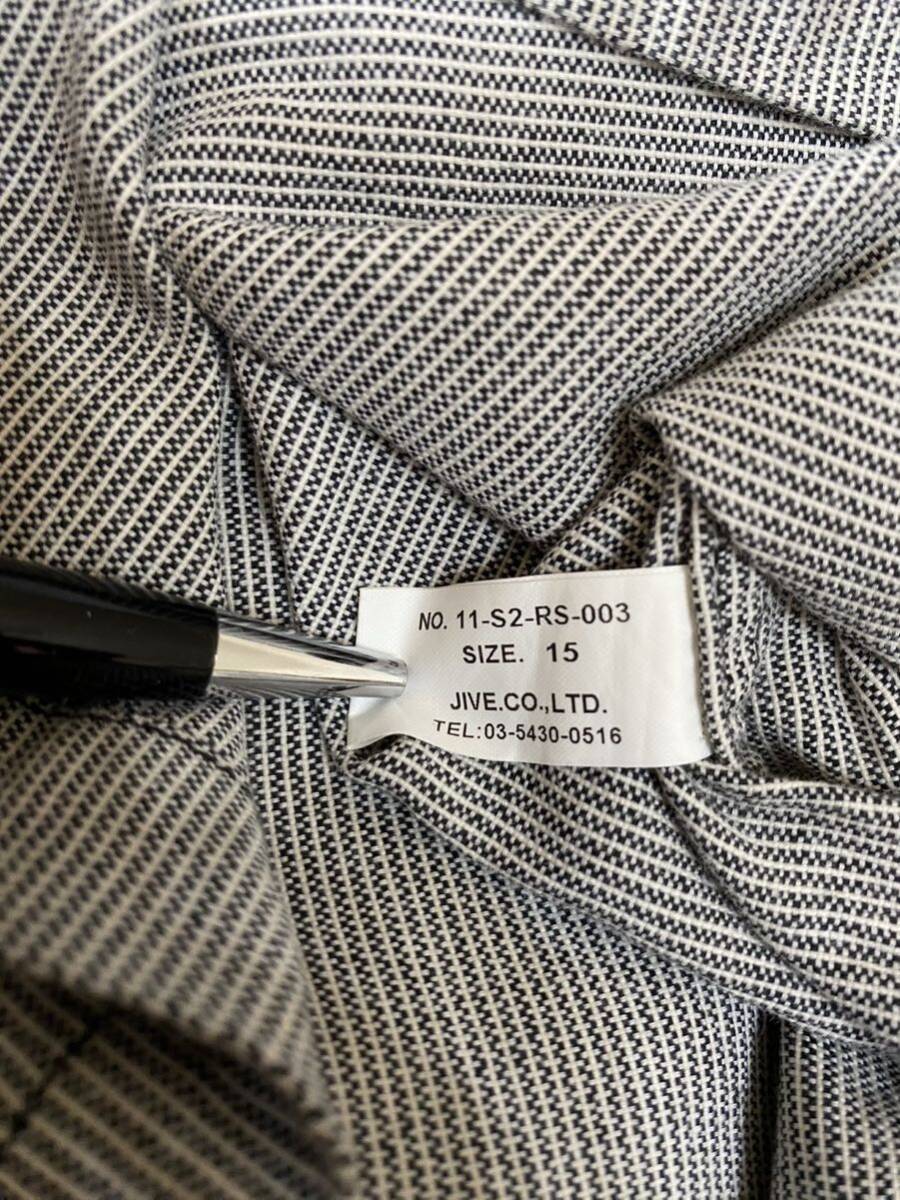 NO. 11-S2-RS-003
SIZE. 15
JIVE.CO.,LTD.
TEL:03-5430-0516